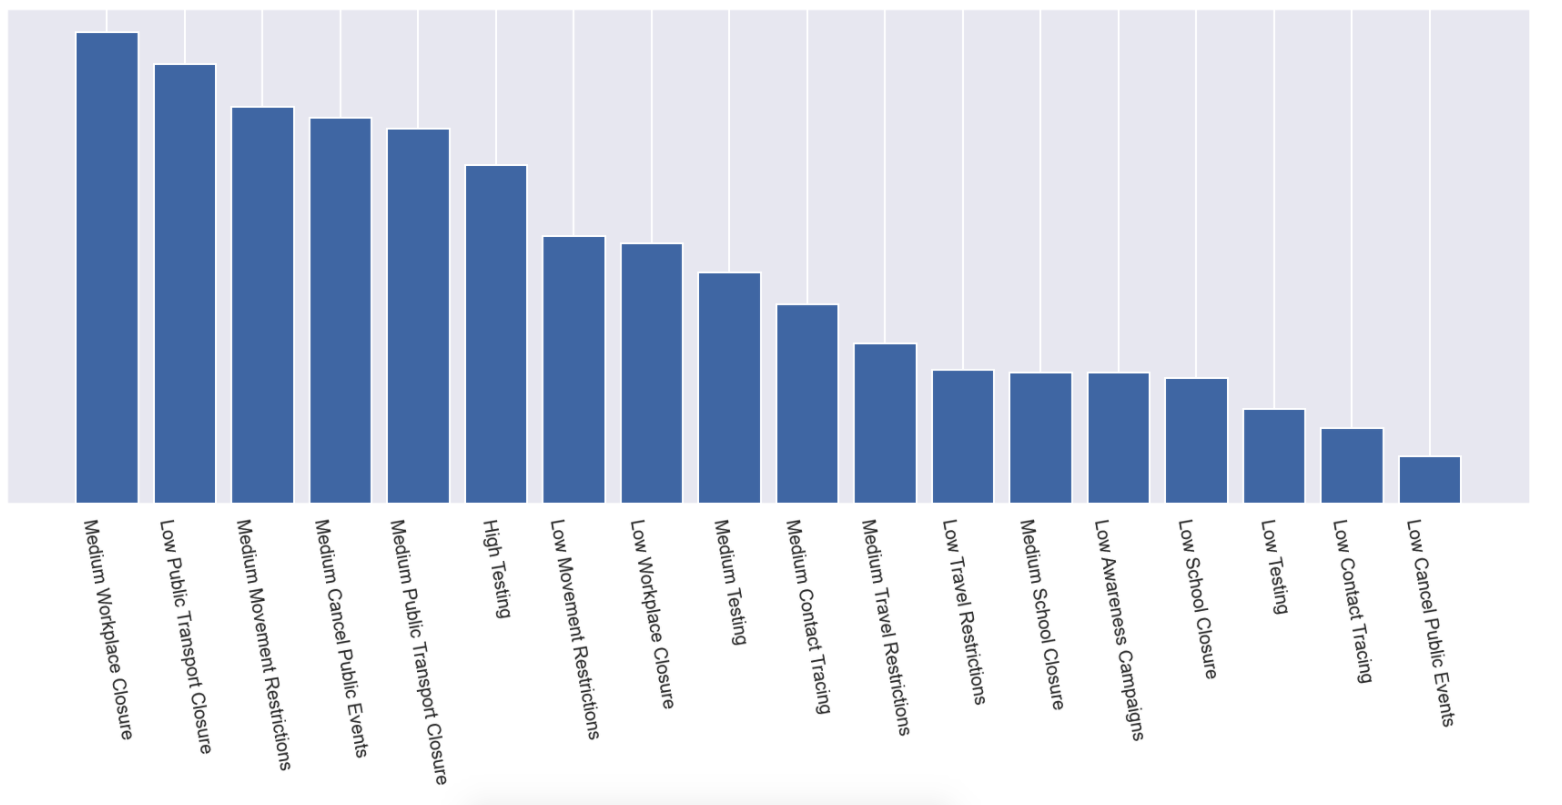 Medium Workplace Closure
Low Public Transport Closure
Medium Movement Restrictions
Medium Cancel Public Events
Medium Public Transport Closure
High Testing
Low Movement Restrictions
Low Workplace Closure
Medium Testing
Medium Contact Tracing
Medium Travel Restrictions
Low Travel Restrictions
Medium School Closure
Low Awareness Campaigns
Low School Closure
Low Testing
Low Contact Tracing
Low Cancel Public Events